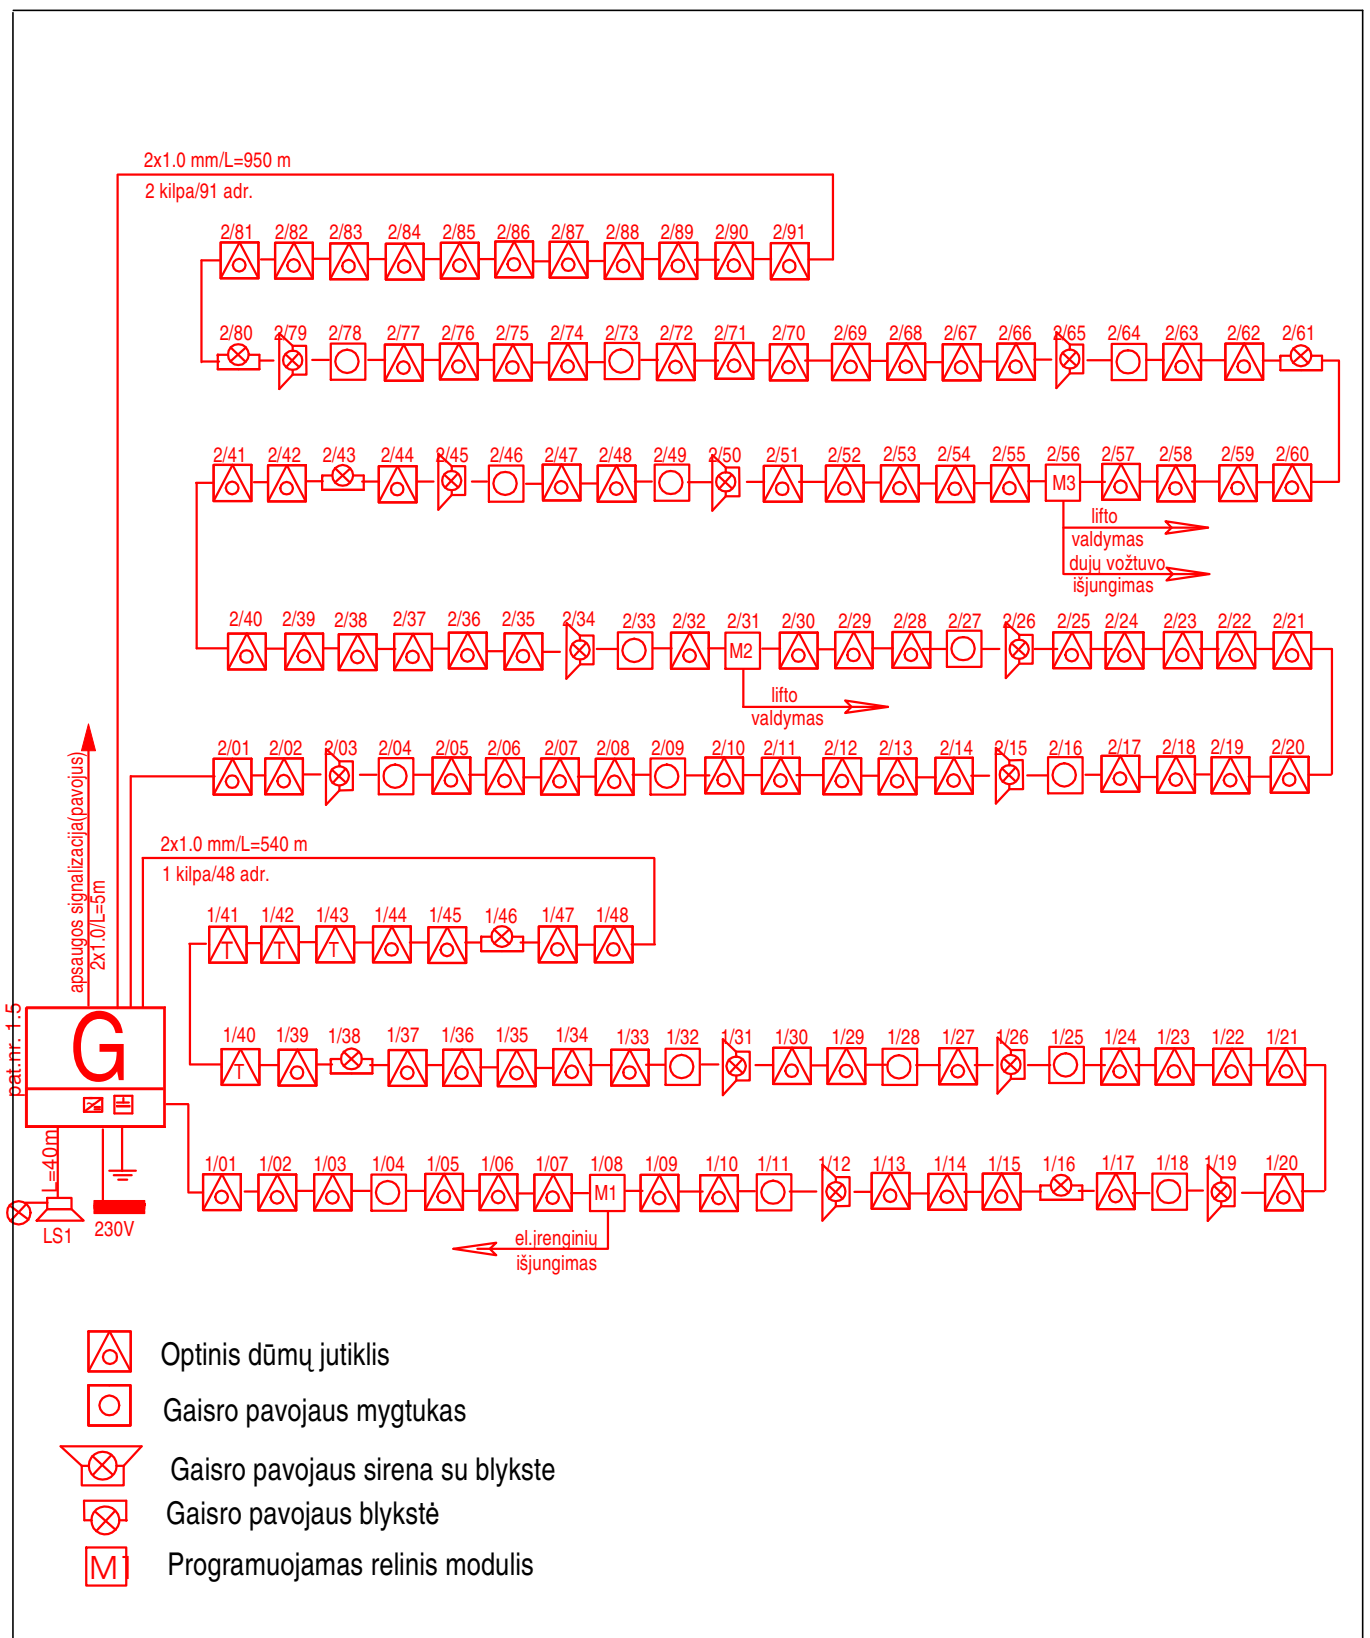 2x1.0 mm/L=950 m
2 kilpa/91 adr.
2/81 2/82 2/83 2/84 2/85 2/86 2/87 2/88 2/89 2/90 2/91
2/80 2/79 2/78 2/77 2/76 2/75 2/74 2/73 2/72 2/71 2/70 2/69 2/68 2/67 2/66 2/65 2/64 2/63 2/62 2/61
2/41 2/42 2/43 2/44 2/45 2/46 2/47 2/48 2/49 2/50 2/51 2/52 2/53 2/54 2/55 2/56 2/57 2/58 2/59 2/60
M3
lifto
valdymas
dujų vožtuvo
išjungimas
2/40 2/39 2/38 2/37 2/36 2/35 2/34 2/33 2/32 2/31 2/30 2/29 2/28 2/27 2/26 2/25 2/24 2/23 2/22 2/21
M2
lifto
valdymas
2/01 2/02 2/03 2/04 2/05 2/06 2/07 2/08 2/09 2/10 2/11 2/12 2/13 2/14 2/15 2/16 2/17 2/18 2/19 2/20
apsaugos signalizacija(pavojus)
2x1.0/L=5m
2x1.0 mm/L=540 m
1 kilpa/48 adr.
1/41 1/42 1/43 1/44 1/45 1/46 1/47 1/48
T T T
pat.nr. 1.5
G
1/40 1/39 1/38 1/37 1/36 1/35 1/34 1/33 1/32 1/31 1/30 1/29 1/28 1/27 1/26 1/25 1/24 1/23 1/22 1/21
T
1/01 1/02 1/03 1/04 1/05 1/06 1/07 1/08 1/09 1/10 1/11 1/12 1/13 1/14 1/15 1/16 1/17 1/18 1/19 1/20
M1
L=40m
LS1
230V
el.įrenginių
išjungimas
Optinis dūmų jutiklis
Gaisro pavojaus mygtukas
Gaisro pavojaus sirena su blykste
Gaisro pavojaus blykstė
M1
Programuojamas relinis modulis